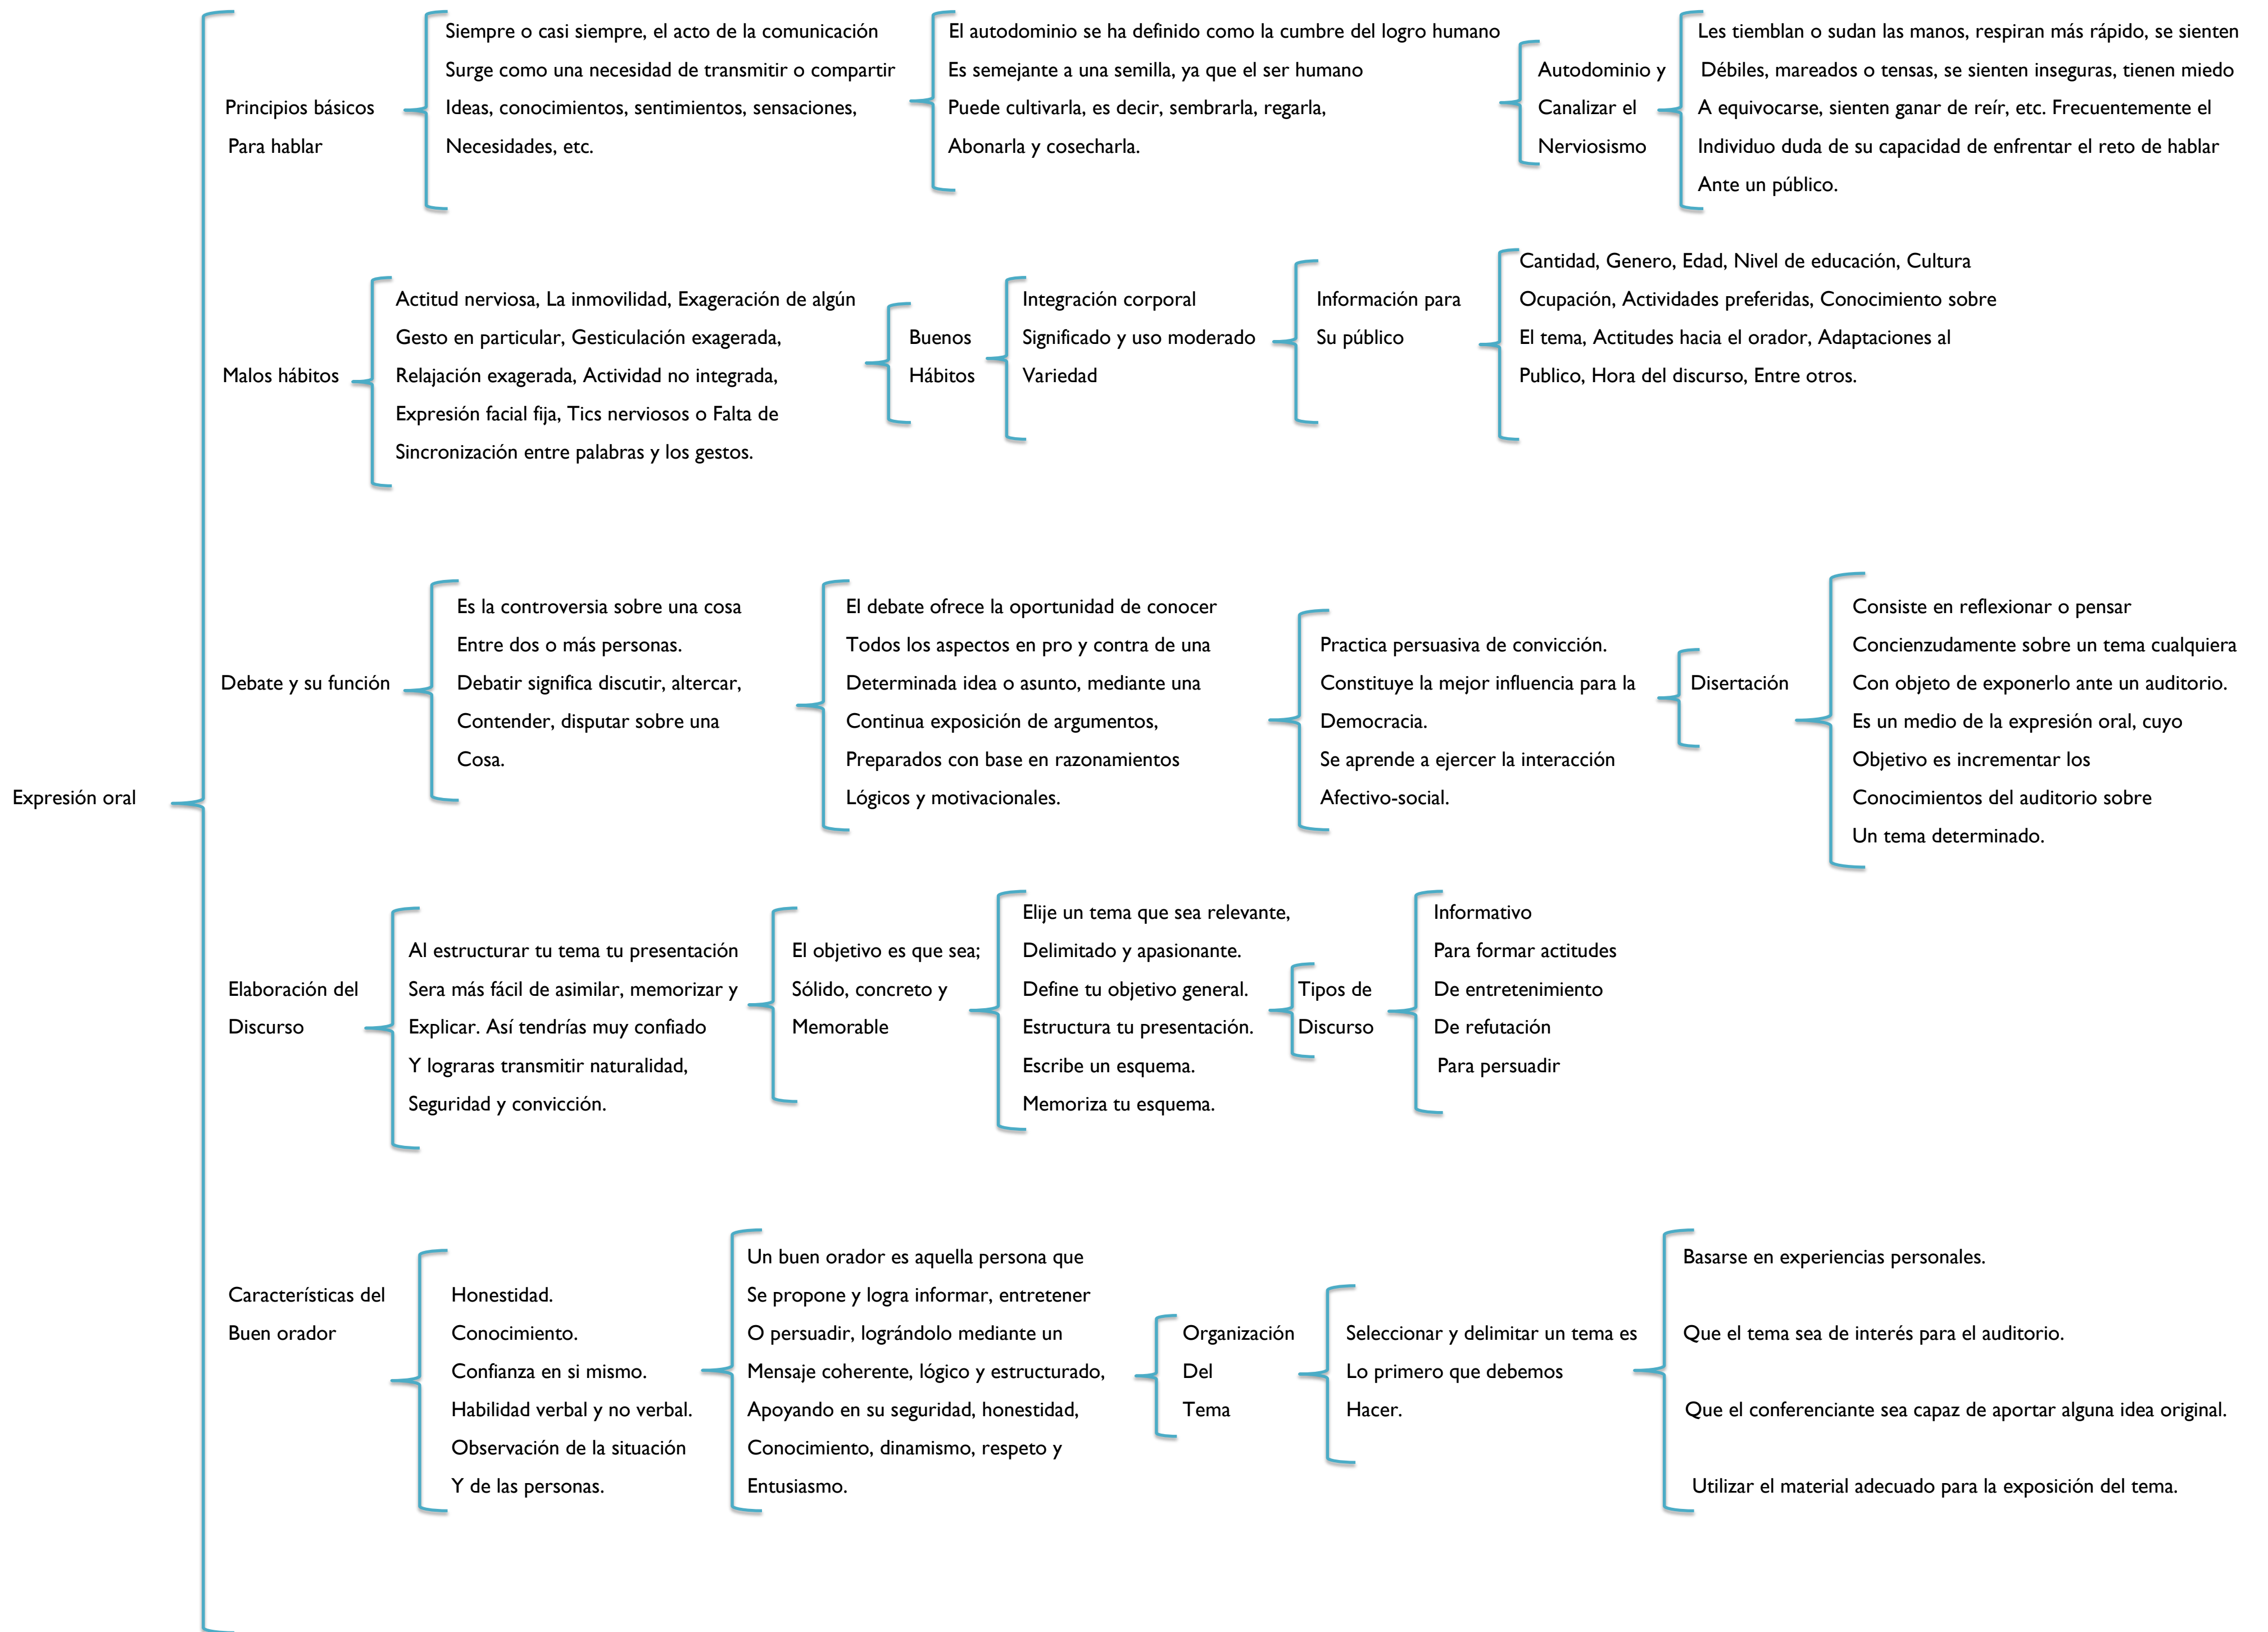 Expresión oral
Principios básicos
Para hablar
Siempre o casi siempre, el acto de la comunicación
Surge como una necesidad de transmitir o compartir
Ideas, conocimientos, sentimientos, sensaciones,
Necesidades, etc.
El autodominio se ha definido como la cumbre del logro humano
Es semejante a una semilla, ya que el ser humano
Puede cultivarla, es decir, sembrarla, regarla,
Abonarla y cosecharla.
Autodominio y
Canalizar el
Nerviosismo
Les tiemblan o sudan las manos, respiran más rápido, se sienten
Débiles, mareados o tensas, se sienten inseguras, tienen miedo
A equivocarse, sienten ganar de reír, etc. Frecuentemente el
Individuo duda de su capacidad de enfrentar el reto de hablar
Ante un público.
Malos hábitos
Actitud nerviosa, La inmovilidad, Exageración de algún
Gesto en particular, Gesticulación exagerada,
Relajación exagerada, Actividad no integrada,
Expresión facial fija, Tics nerviosos o Falta de
Sincronización entre palabras y los gestos.
Buenos
Hábitos
Integración corporal
Significado y uso moderado
Variedad
Información para
Su público
Cantidad, Genero, Edad, Nivel de educación, Cultura
Ocupación, Actividades preferidas, Conocimiento sobre
El tema, Actitudes hacia el orador, Adaptaciones al
Publico, Hora del discurso, Entre otros.
Debate y su función
Es la controversia sobre una cosa
Entre dos o más personas.
Debatir significa discutir, altercar,
Contender, disputar sobre una
Cosa.
El debate ofrece la oportunidad de conocer
Todos los aspectos en pro y contra de una
Determinada idea o asunto, mediante una
Continua exposición de argumentos,
Preparados con base en razonamientos
Lógicos y motivacionales.
Practica persuasiva de convicción.
Constituye la mejor influencia para la
Democracia.
Se aprende a ejercer la interacción
Afectivo-social.
Disertación
Consiste en reflexionar o pensar
Concienzudamente sobre un tema cualquiera
Con objeto de exponerlo ante un auditorio.
Es un medio de la expresión oral, cuyo
Objetivo es incrementar los
Conocimientos del auditorio sobre
Un tema determinado.
Elaboración del
Discurso
Al estructurar tu tema tu presentación
Sera más fácil de asimilar, memorizar y
Explicar. Así tendrías muy confiado
Y lograras transmitir naturalidad,
Seguridad y convicción.
El objetivo es que sea;
Sólido, concreto y
Memorable
Elije un tema que sea relevante,
Delimitado y apasionante.
Define tu objetivo general.
Estructura tu presentación.
Escribe un esquema.
Memoriza tu esquema.
Tipos de
Discurso
Informativo
Para formar actitudes
De entretenimiento
De refutación
Para persuadir
Características del
Buen orador
Honestidad.
Conocimiento.
Confianza en si mismo.
Habilidad verbal y no verbal.
Observación de la situación
Y de las personas.
Un buen orador es aquella persona que
Se propone y logra informar, entretener
O persuadir, lográndolo mediante un
Mensaje coherente, lógico y estructurado,
Apoyando en su seguridad, honestidad,
Conocimiento, dinamismo, respeto y
Entusiasmo.
Organización
Del
Tema
Seleccionar y delimitar un tema es
Lo primero que debemos
Hacer.
Basarse en experiencias personales.
Que el tema sea de interés para el auditorio.
Que el conferenciante sea capaz de aportar alguna idea original.
Utilizar el material adecuado para la exposición del tema.